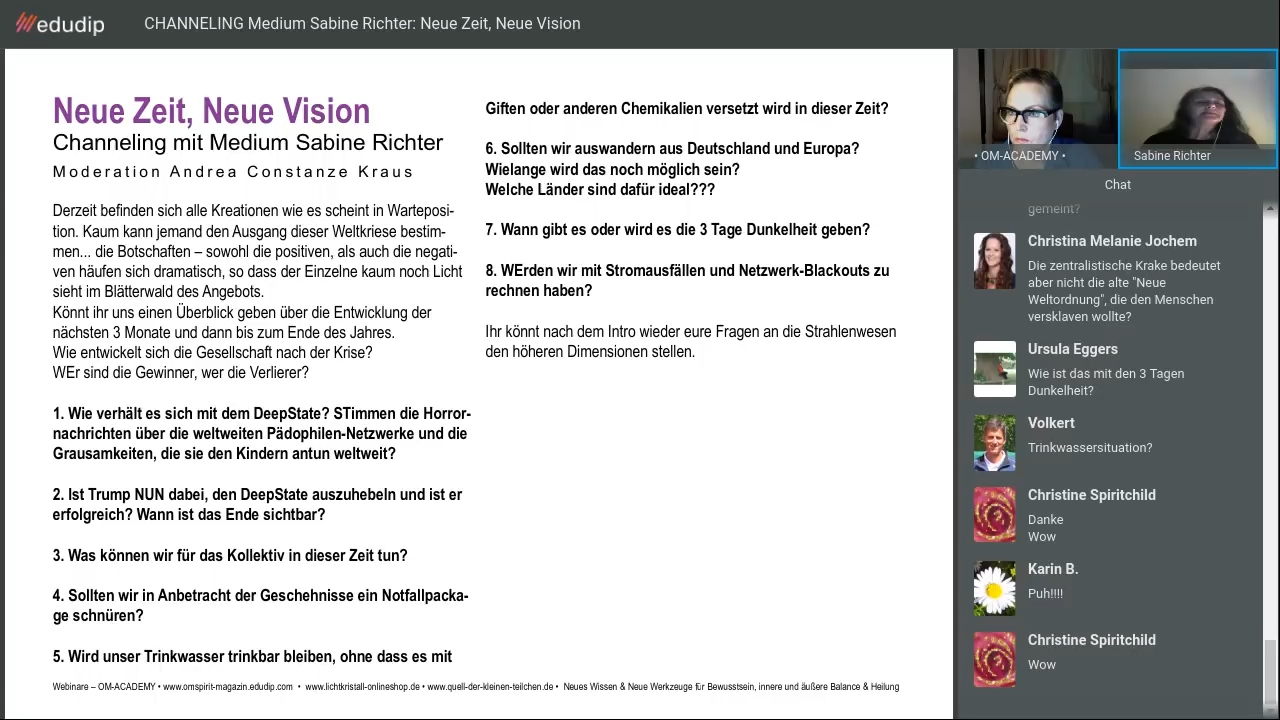 edudip
CHANNELING Medium Sabine Richter: Neue Zeit, Neue Vision
Neue Zeit, Neue Vision
Channeling mit Medium Sabine Richter
Moderation Andrea Constanze Kraus
Derzeit befinden sich alle Kreationen wie es scheint in Warteposi-
tion. Kaum kann jemand den Ausgang dieser Weltkriese bestim-
men... die Botschaften – sowohl die positiven, als auch die negati-
ven häufen sich dramatisch, so dass der Einzelne kaum noch Licht
sieht im Blätterwald des Angebots.
Könnt ihr uns einen Überblick geben über die Entwicklung der
nächsten 3 Monate und dann bis zum Ende des Jahres.
Wie entwickelt sich die Gesellschaft nach der Krise?
WEr sind die Gewinner, wer die Verlierer?
1. Wie verhält es sich mit dem DeepState? STimmen die Horror-
nachrichten über die weltweiten Pädophilen-Netzwerke und die
Grausamkeiten, die sie den Kindern antun weltweit?
2. Ist Trump NUN dabei, den DeepState auszuhebeln und ist er
erfolgreich? Wann ist das Ende sichtbar?
3. Was können wir für das Kollektiv in dieser Zeit tun?
4. Sollten wir in Anbetracht der Geschehnisse ein Notfallpacka-
ge schnüren?
5. Wird unser Trinkwasser trinkbar bleiben, ohne dass es mit
Giften oder anderen Chemikalien versetzt wird in dieser Zeit?
6. Sollten wir auswandern aus Deutschland und Europa?
Wielange wird das noch möglich sein?
Welche Länder sind dafür ideal???
7. Wann gibt es oder wird es die 3 Tage Dunkelheit geben?
8. WErden wir mit Stromausfällen und Netzwerk-Blackouts zu
rechnen haben?
Ihr könnt nach dem Intro wieder eure Fragen an die Strahlenwesen
den höheren Dimensionen stellen.
Webinare – OM-ACADEMY • www.omspirit-magazin.edudip.com • www.lichtkristall-onlineshop.de • www.quell-der-kleinen-teilchen.de • Neues Wissen & Neue Werkzeuge für Bewusstsein, innere und äußere Balance & Heilung
• OM-ACADEMY •
Sabine Richter
Chat
gemeint?
Christina Melanie Jochem
Die zentralistische Krake bedeutet
aber nicht die alte "Neue
Weltordnung", die den Menschen
versklaven wollte?
Ursula Eggers
Wie ist das mit den 3 Tagen
Dunkelheit?
Volkert
Trinkwassersituation?
Christine Spiritchild
Danke
Wow
Karin B.
Puh!!!!
Christine Spiritchild
Wow